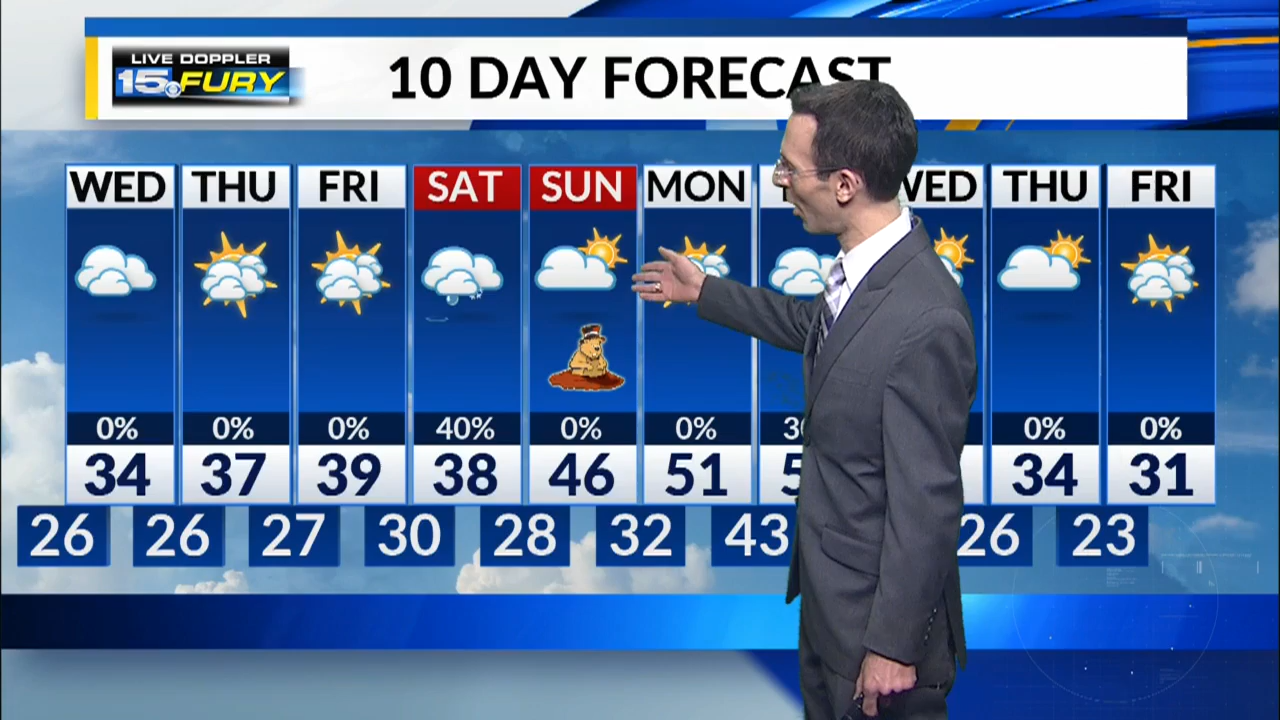 LIVE DOPPLER
15 FURY
10 DAY FORECAST
WED THU FRI SAT SUN MON WED THU FRI
0% 0% 0% 40% 0% 0% 0% 0%
34 37 39 38 46 51 34 31
26 26 27 30 28 32 43 26 23